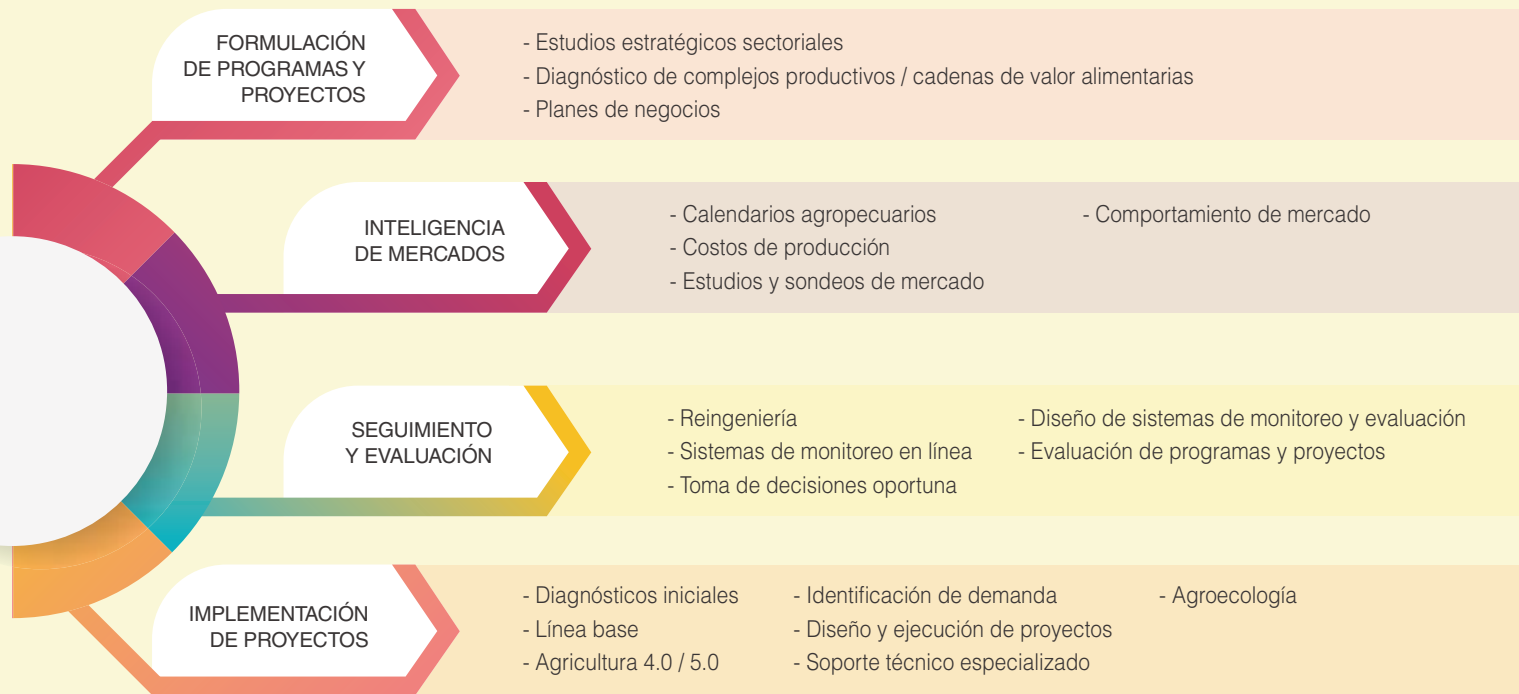 FORMULACIÓN
DE PROGRAMAS Y
PROYECTOS
- Estudios estratégicos sectoriales
- Diagnóstico de complejos productivos / cadenas de valor alimentarias
- Planes de negocios
INTELIGENCIA
DE MERCADOS
- Calendarios agropecuarios
- Costos de producción
- Estudios y sondeos de mercado
- Comportamiento de mercado
SEGUIMIENTO
Y EVALUACIÓN
- Reingeniería
- Sistemas de monitoreo en línea
- Toma de decisiones oportuna
- Diseño de sistemas de monitoreo y evaluación
- Evaluación de programas y proyectos
IMPLEMENTACIÓN
DE PROYECTOS
- Diagnósticos iniciales
- Línea base
- Agricultura 4.0 / 5.0
- Identificación de demanda
- Diseño y ejecución de proyectos
- Soporte técnico especializado
- Agroecología